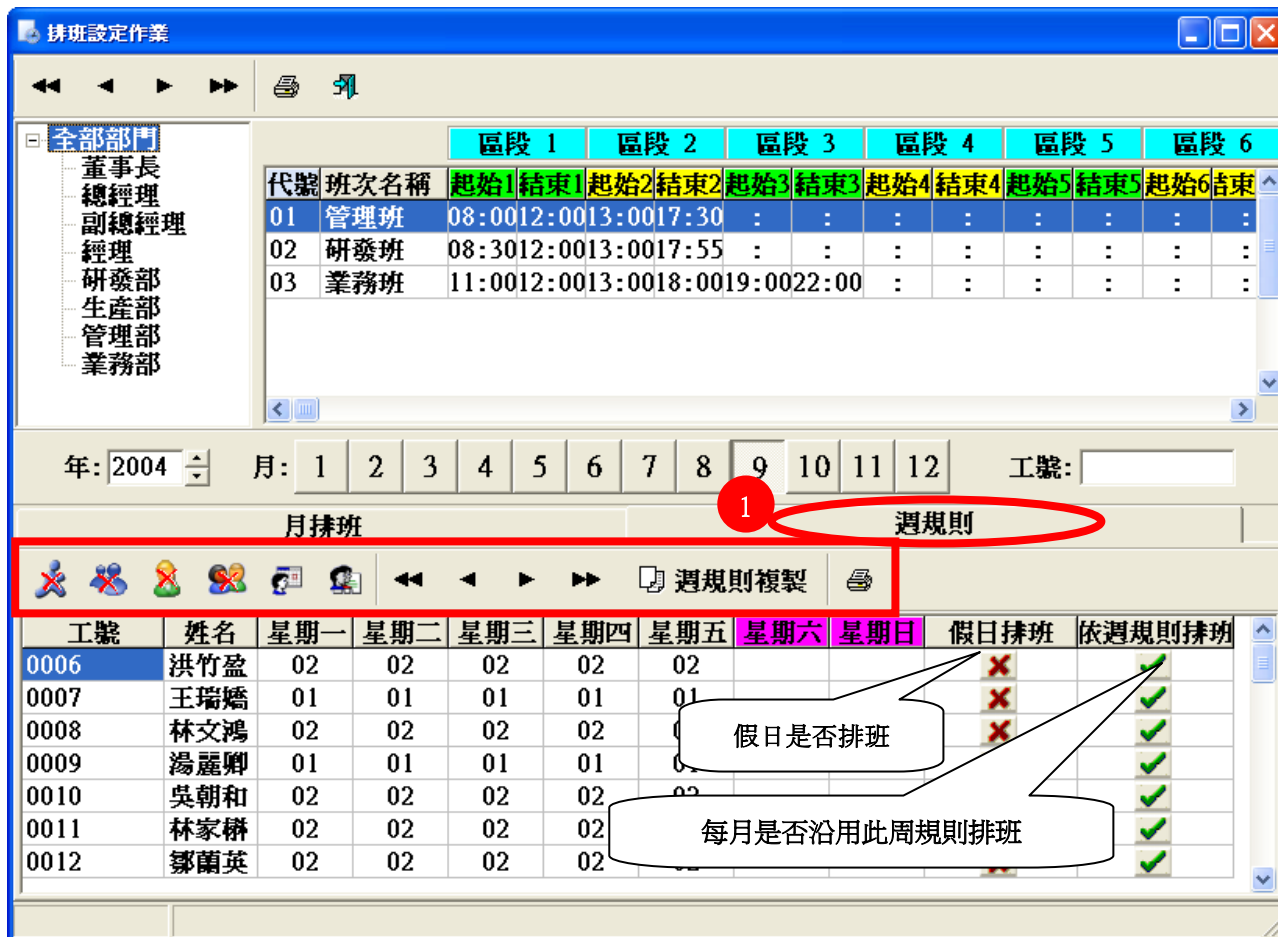 排班設定作業
全部部門
董事長
總經理
副總經理
經理
研發部
生產部
管理部
業務部
區段 1 區段 2 區段 3 區段 4 區段 5 區段 6
代號 班次名稱 起始1 結束1 起始2 結束2 起始3 結束3 起始4 結束4 起始5 結束5 起始6 結束
01 管理班 08:00 12:00 13:00 17:30 : : : : : : : :
02 研發班 08:30 12:00 13:00 17:55 : : : : : : : :
03 業務班 11:00 12:00 13:00 18:00 19:00 22:00 : : : : : :
年: 2004 月: 1 2 3 4 5 6 7 8 9 10 11 12 工號:
1
月排班 週規則
週規則複製
工號 姓名 星期一 星期二 星期三 星期四 星期五 星期六 星期日 假日排班 依週規則排班
0006 洪竹盈 02 02 02 02 02
0007 王瑞嬌 01 01 01 01 01
0008 林文鴻 02 02 02 02
假日是否排班
0009 湯麗卿 01 01 01 01
0010 吳朝和 02 02 02 02 02
0011 林家 02 02 02 02
每月是否沿用此周規則排班
0012 鄒蘭英 02 02 02 02